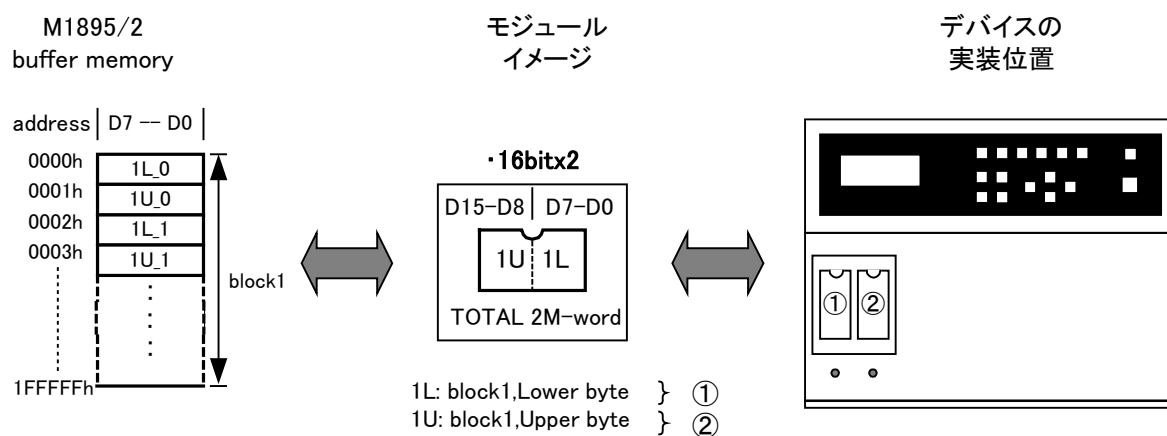 M1895/2
buffer memory
モジュール
イメージ
デバイスの
実装位置
address D7 -- D0
0000h 1L_0
0001h 1U_0
0002h 1L_1
0003h 1U_1
block1
1FFFFFh
・16bitx2
D15-D8 D7-D0
1U 1L
TOTAL 2M-word
1L: block1,Lower byte } ①
1U: block1,Upper byte } ②
① ②